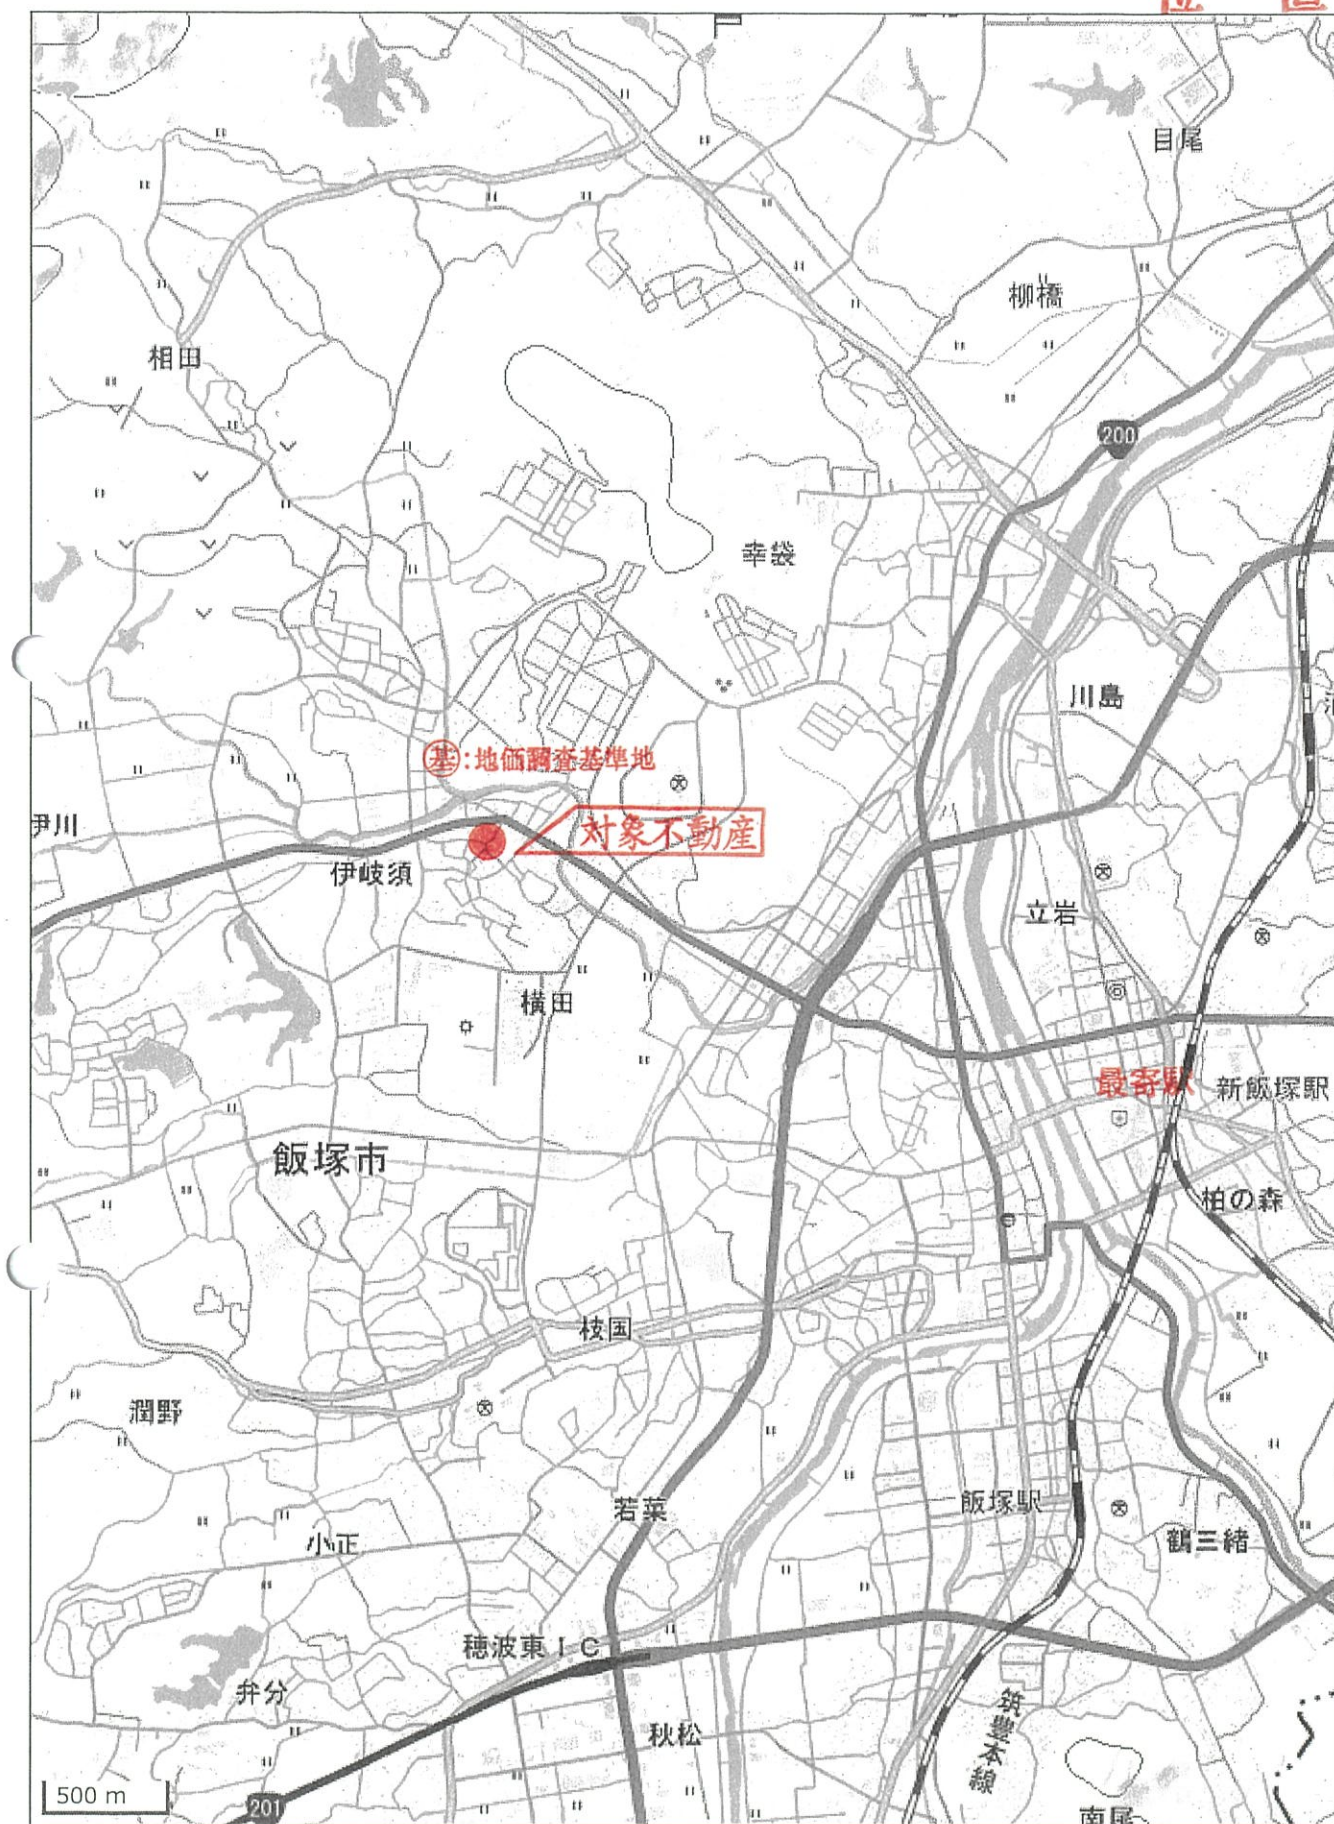 目尾
柳橋
相田
200
幸袋
川島
基:地価調査基準地
対象不動産
伊川
伊岐須
立岩
横田
最寄駅
新飯塚駅
飯塚市
柏の森
枝国
潤野
飯塚駅
若菜
小正
鶴三緒
穂波東IC
弁分
秋松
筑豊本線
500 m
201
南尾